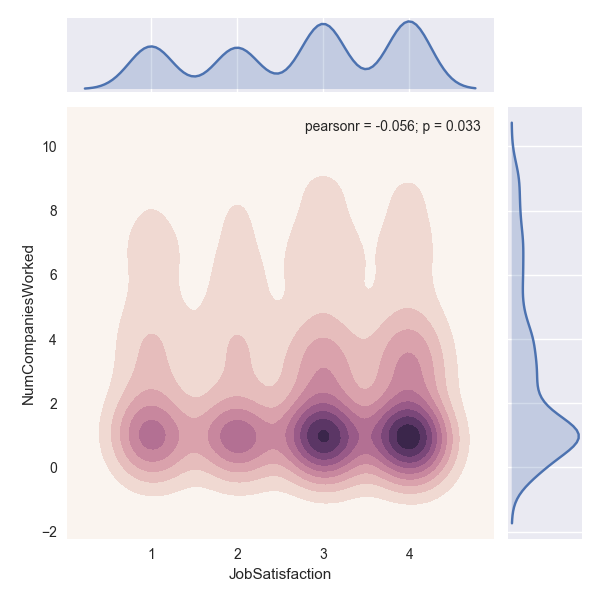 pearsonr = -0.056; p = 0.033
10
8
6
4
2
0
−2
NumCompaniesWorked
1 2 3 4
JobSatisfaction